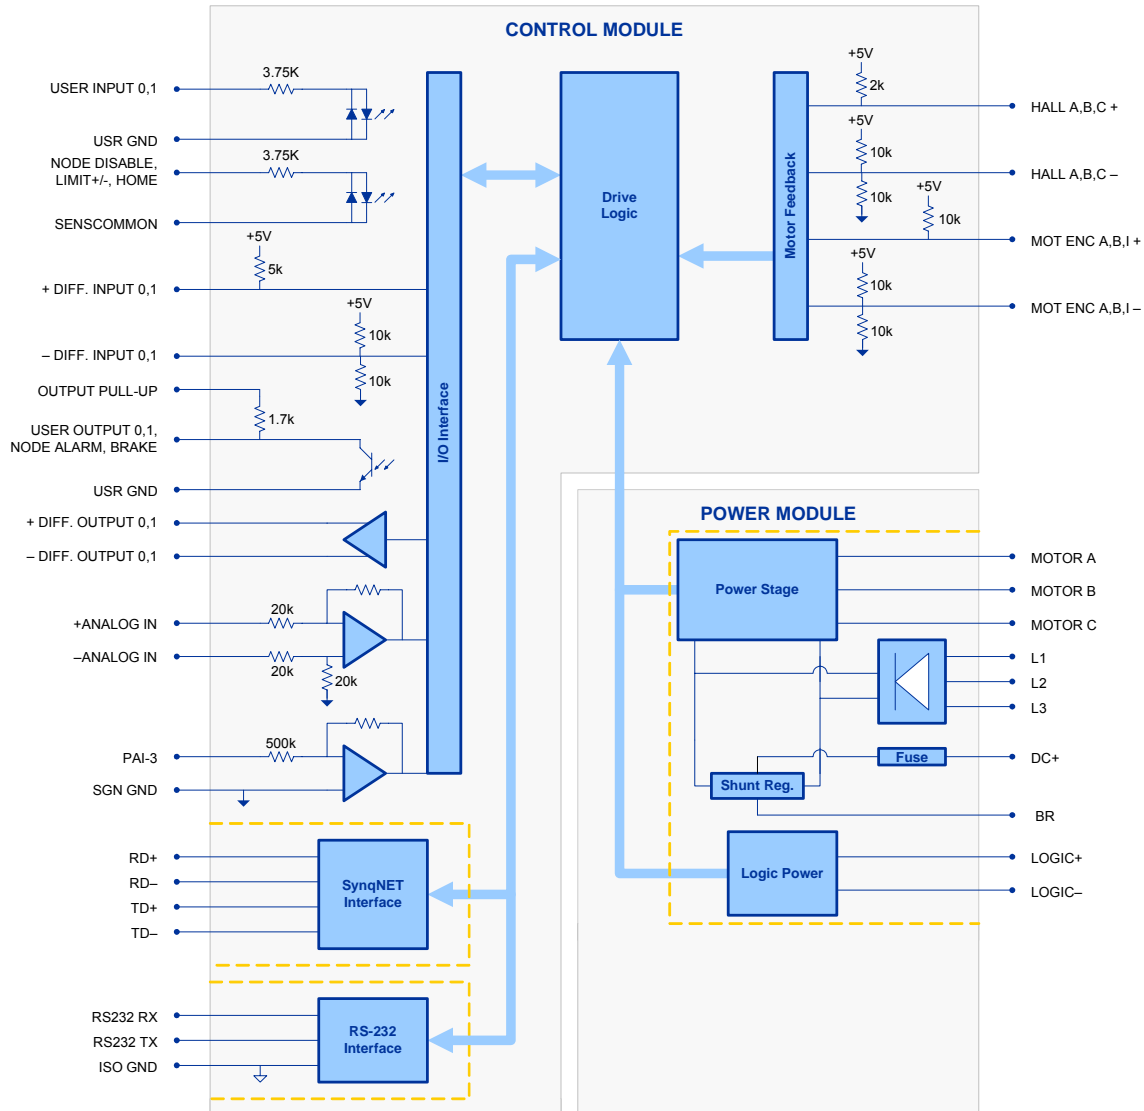 CONTROL MODULE
USER INPUT 0,1
3.75K
USR GND
NODE DISABLE,
LIMIT+/-, HOME
3.75K
SENSCOMMON
+5V
5k
+ DIFF. INPUT 0,1
+5V
10k
– DIFF. INPUT 0,1
10k
OUTPUT PULL-UP
1.7k
USER OUTPUT 0,1,
NODE ALARM, BRAKE
USR GND
+ DIFF. OUTPUT 0,1
– DIFF. OUTPUT 0,1
20k
+ANALOG IN
–ANALOG IN
20k
20k
PAI-3
500k
SGN GND
I/O Interface
Drive
Logic
Motor Feedback
+5V
2k
HALL A,B,C +
+5V
10k
HALL A,B,C –
10k
+5V
10k
MOT ENC A,B,I +
+5V
10k
MOT ENC A,B,I –
10k
RD+
RD–
TD+
TD–
SynqNET
Interface
RS232 RX
RS232 TX
ISO GND
RS-232
Interface
POWER MODULE
Power Stage
MOTOR A
MOTOR B
MOTOR C
L1
L2
L3
Fuse
DC+
Shunt Reg.
BR
Logic Power
LOGIC+
LOGIC–